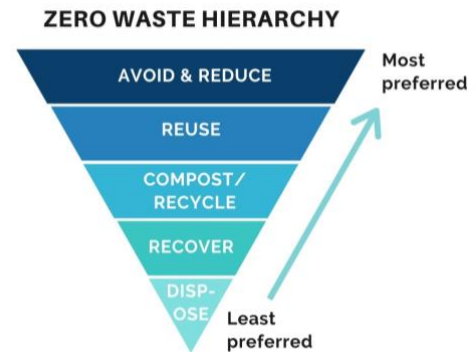 ZERO WASTE HIERARCHY
AVOID & REDUCE
Most
preferred
REUSE
COMPOST/
RECYCLE
RECOVER
DISP-
OSE
Least
preferred